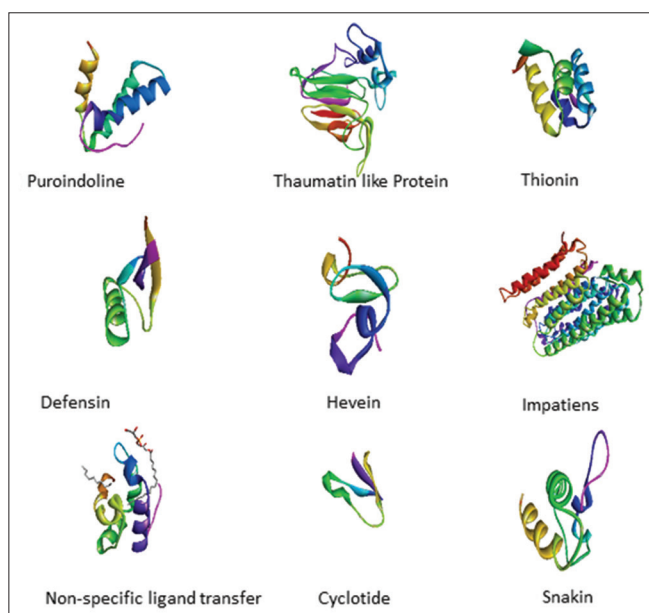 Puroindoline
Thaumatin like Protein
Thionin
Defensin
Hevein
Impatiens
Non-specific ligand transfer
Cyclotide
Snakin